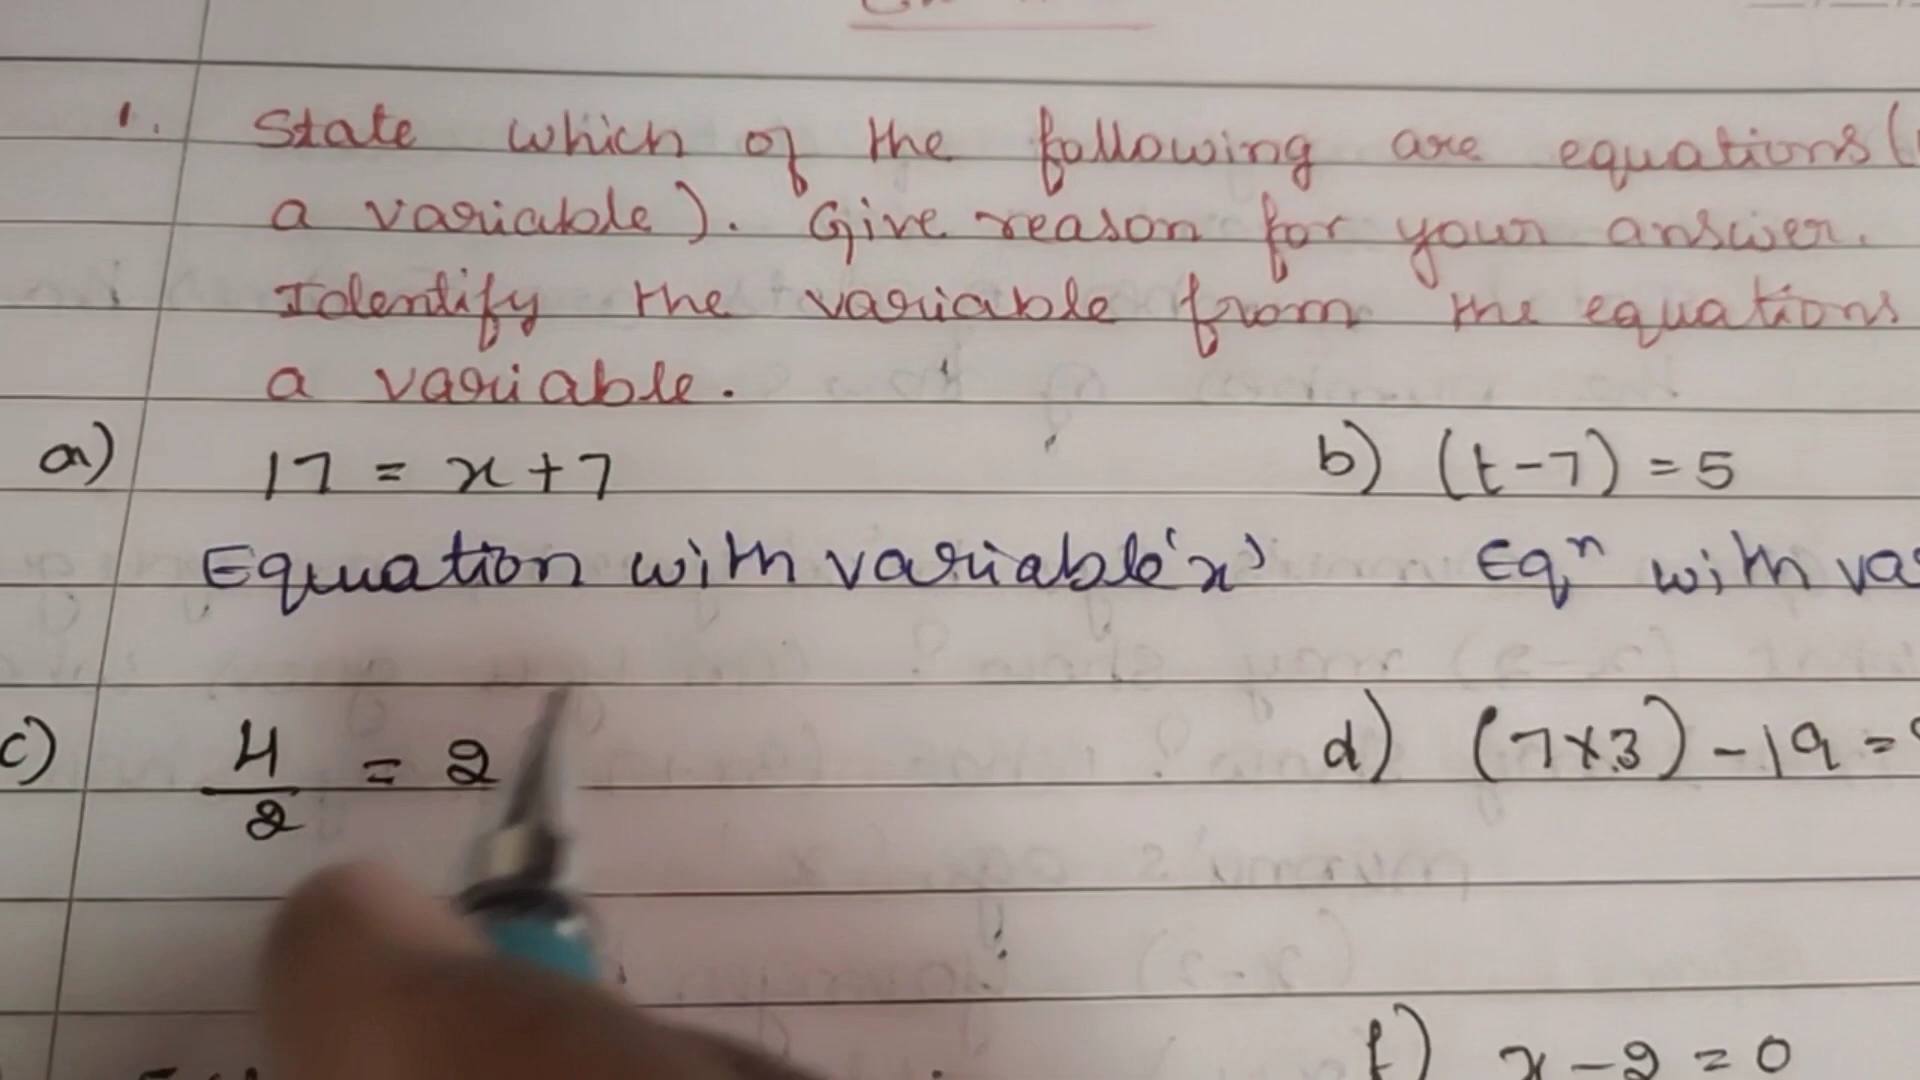 1. State which of the following are equations (
a variable). Give reason for your answer.
Identify the variable from the equations
a variable.
a) 17 = x+7 b) (t-7) = 5
Equation with variable 'x' Eqn with va
c) 4/2 = 2 d) (7×3) - 19 =
f) x - 2 = 0